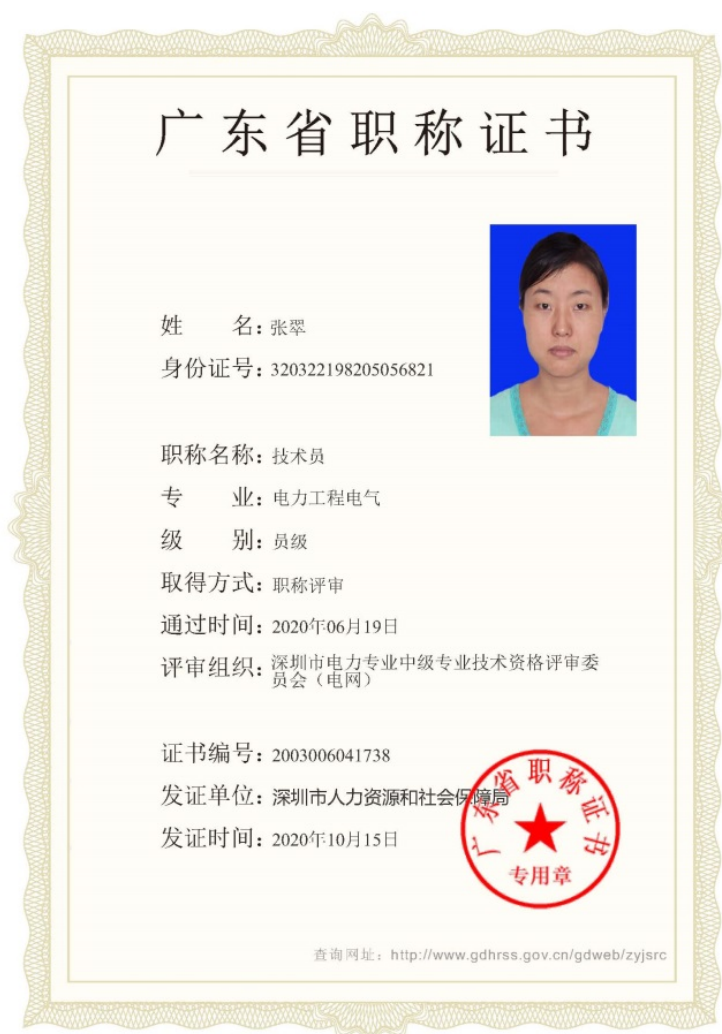 广东省职称证书
姓 名：张翠
身份证号：320322198205056821
职称名称：技术员
专 业：电力工程电气
级 别：员级
取得方式：职称评审
通过时间：2020年06月19日
评审组织：深圳市电力专业中级专业技术资格评审委
员会（电网）
证书编号：2003006041738
发证单位：深圳市人力资源和社会保障局
发证时间：2020年10月15日
广东省职称证书
专用章
查询网址：http://www.gdhrss.gov.cn/gdweb/zyjsrc